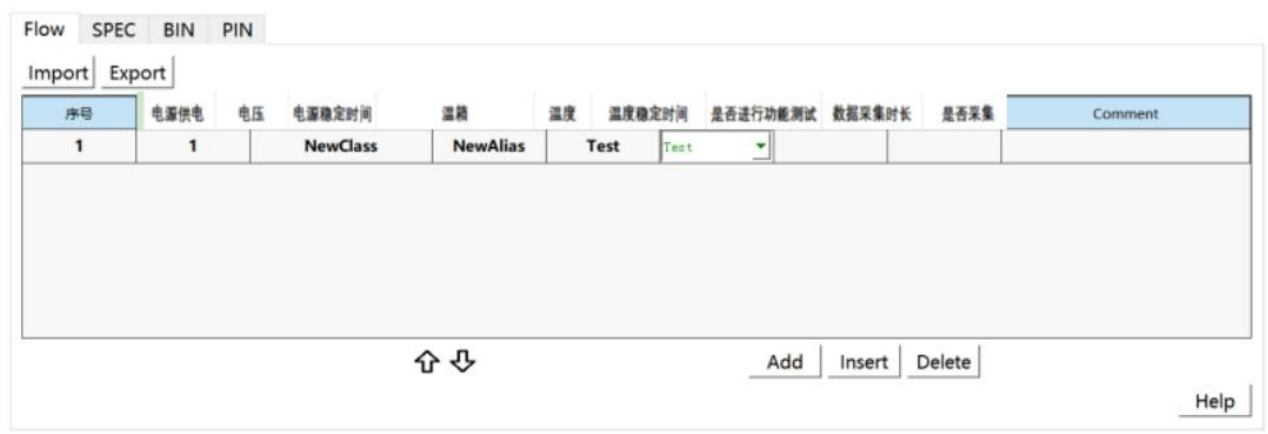 Flow SPEC BIN PIN
Import Export
序号 电源供电 电压 电源稳定时间 温箱 温度 温度稳定时间 是否进行功能测试 数据采集时长 是否采集 Comment
1 1 NewClass NewAlias Test Test
Add Insert Delete
Help